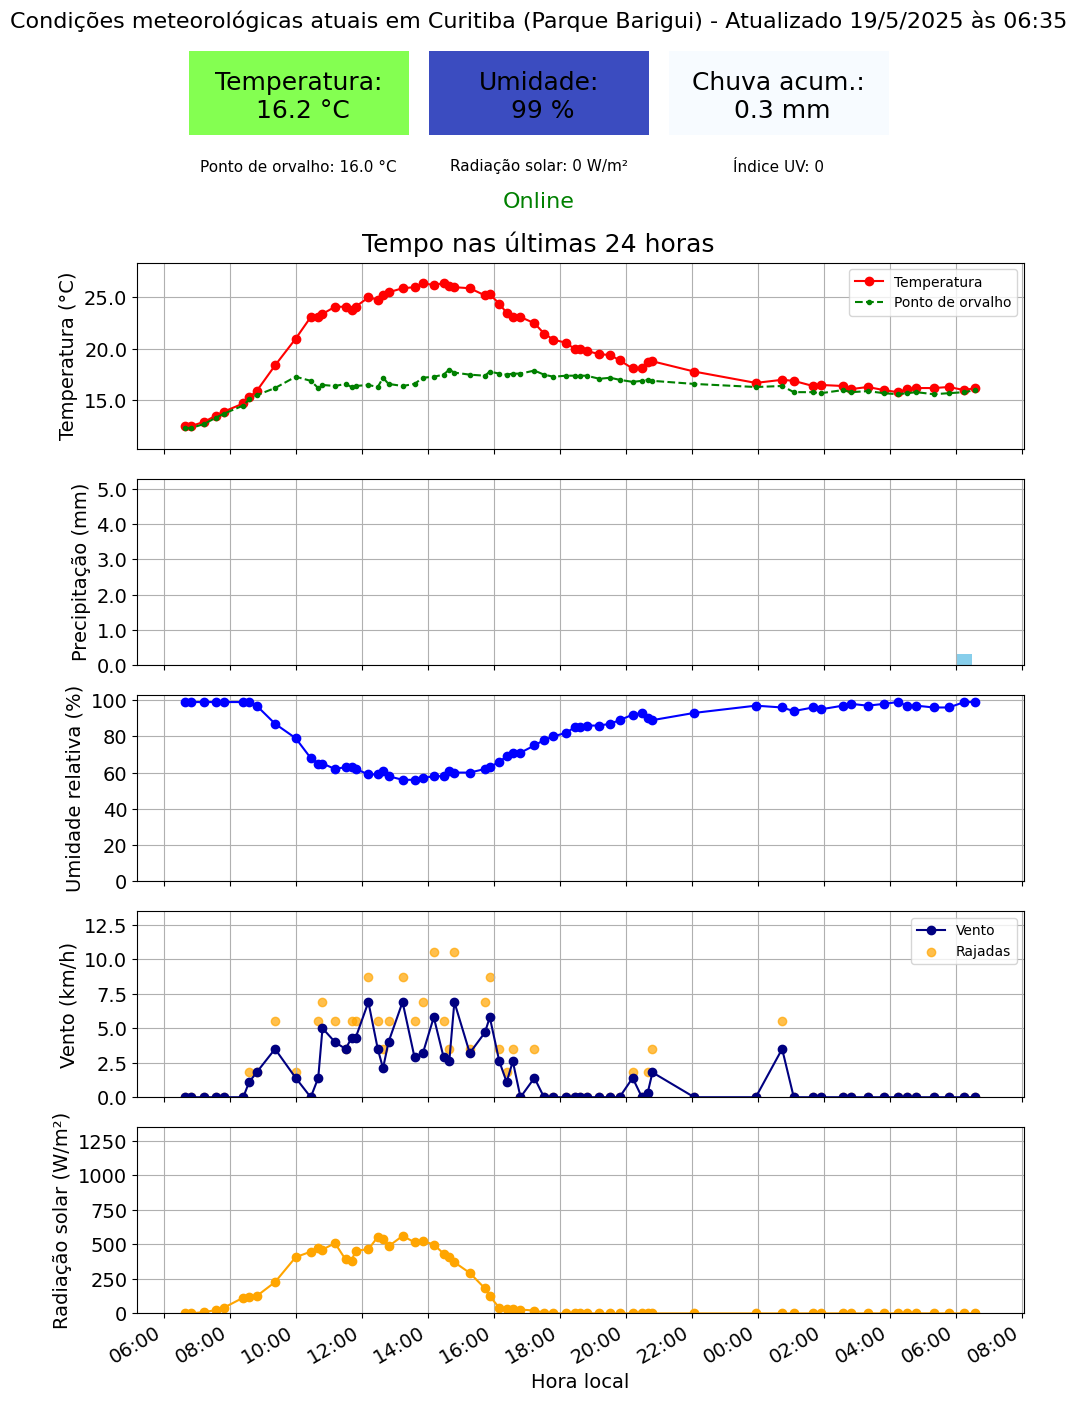 Condições meteorológicas atuais em Curitiba (Parque Barigui) - Atualizado 19/5/2025 às 06:35
Temperatura:
16.2 °C
Umidade:
99 %
Chuva acum.:
0.3 mm
Ponto de orvalho: 16.0 °C
Radiação solar: 0 W/m²
Índice UV: 0
Online
Tempo nas últimas 24 horas
Temperatura (°C)
25.0
20.0
15.0
Temperatura
Ponto de orvalho
Precipitação (mm)
5.0
4.0
3.0
2.0
1.0
0.0
Umidade relativa (%)
100
80
60
40
20
0
Vento (km/h)
12.5
10.0
7.5
5.0
2.5
0.0
Vento
Rajadas
Radiação solar (W/m²)
1250
1000
750
500
250
0
06:00
08:00
10:00
12:00
14:00
16:00
18:00
20:00
22:00
00:00
02:00
04:00
06:00
08:00
Hora local